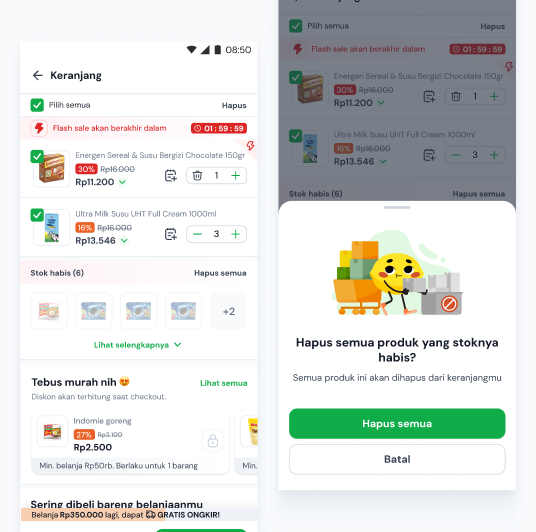 08:50
Keranjang
Pilih semua
Hapus
Flash sale akan berakhir dalam
01 : 59 : 59
Energen Sereal & Susu Bergizi Chocolate 150gr
30% Rp16.000
Rp11.200
1
Ultra Milk Susu UHT Full Cream 1000ml
16% Rp16.000
Rp13.546
3
Stok habis (6)
Hapus semua
+2
Lihat selengkapnya
Tebus murah nih
Lihat semua
Diskon akan terhitung saat checkout.
Indomie goreng
27% Rp3.100
Rp2.500
Min. belanja Rp50rb. Berlaku untuk 1 barang
Min.
Sering dibeli bareng belanjaanmu
Belanja Rp350.000 lagi, dapat GRATIS ONGKIR!
Pilih semua
Hapus
Flash sale akan berakhir dalam
01 : 59 : 59
Energen Sereal & Susu Bergizi Chocolate 150gr
30% Rp16.000
Rp11.200
1
Ultra Milk Susu UHT Full Cream 1000ml
16% Rp16.000
Rp13.546
3
Stok habis (6)
Hapus semua
Hapus semua produk yang stoknya
habis?
Semua produk ini akan dihapus dari keranjangmu
Hapus semua
Batal